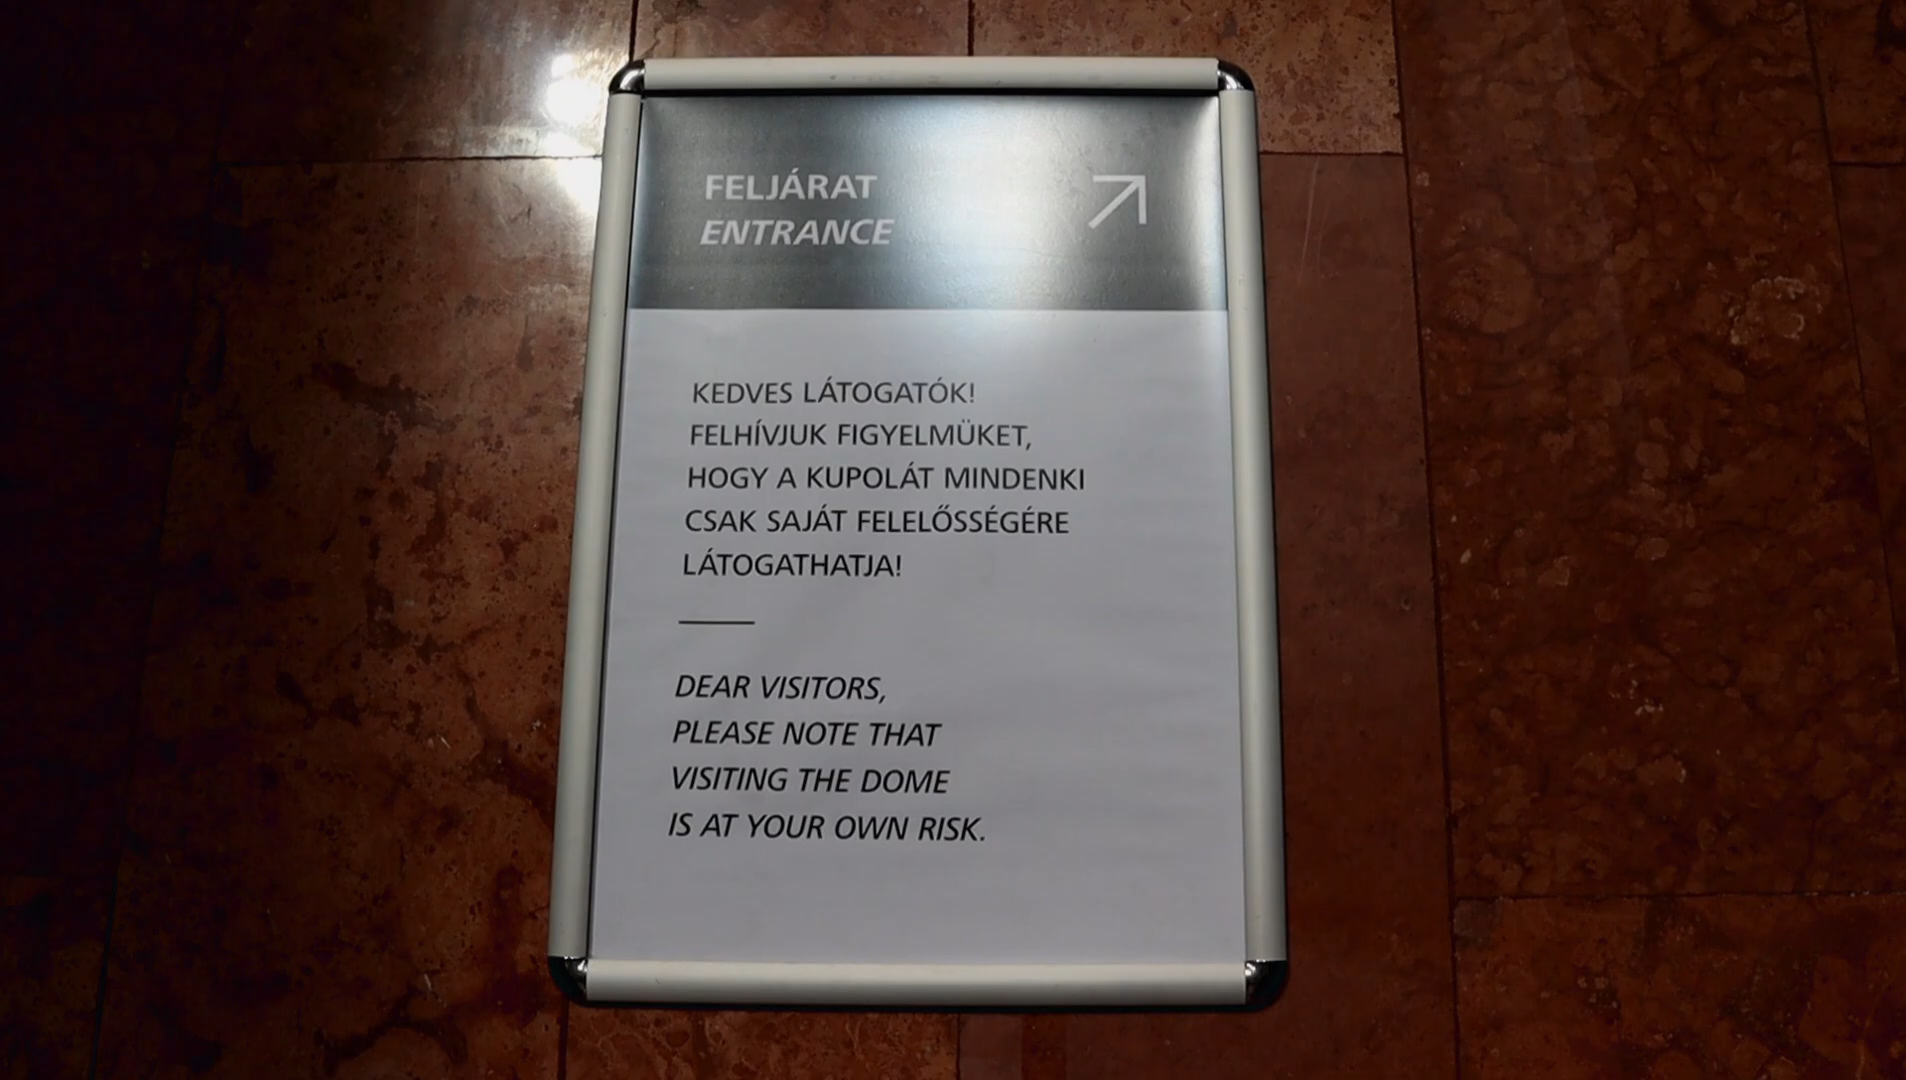 FELJÁRAT
ENTRANCE
KEDVES LÁTOGATÓK!
FELHÍVJUK FIGYELMÜKET,
HOGY A KUPOLÁT MINDENKI
CSAK SAJÁT FELELŐSSÉGÉRE
LÁTOGATHATJA!
DEAR VISITORS,
PLEASE NOTE THAT
VISITING THE DOME
IS AT YOUR OWN RISK.